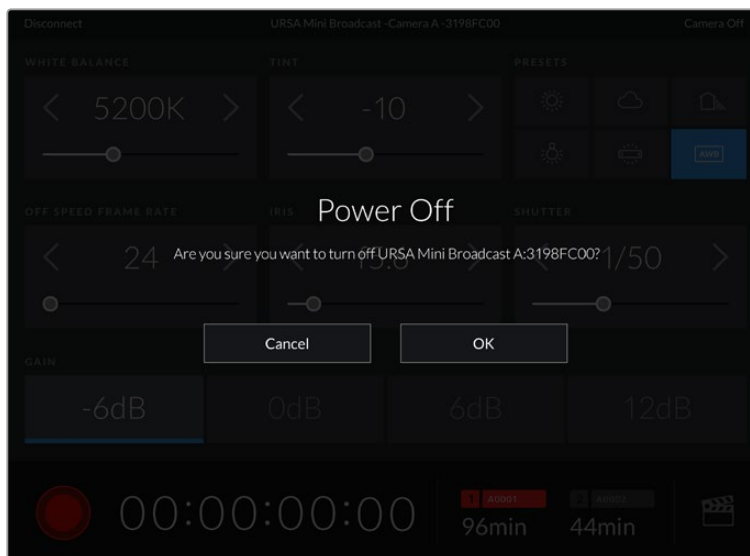 Disconnect URSA Mini Broadcast -Camera A -3198FC00 Camera Off
WHITE BALANCE TINT PRESETS
5200K -10
AWB
OFF SPEED FRAME RATE IRIS SHUTTER
Power Off
24 1/50
Are you sure you want to turn off URSA Mini Broadcast A:3198FC00?
Cancel OK
GAIN
-6dB 0dB 6dB 12dB
00:00:00:00
1 A0001 2 A0002
96min 44min